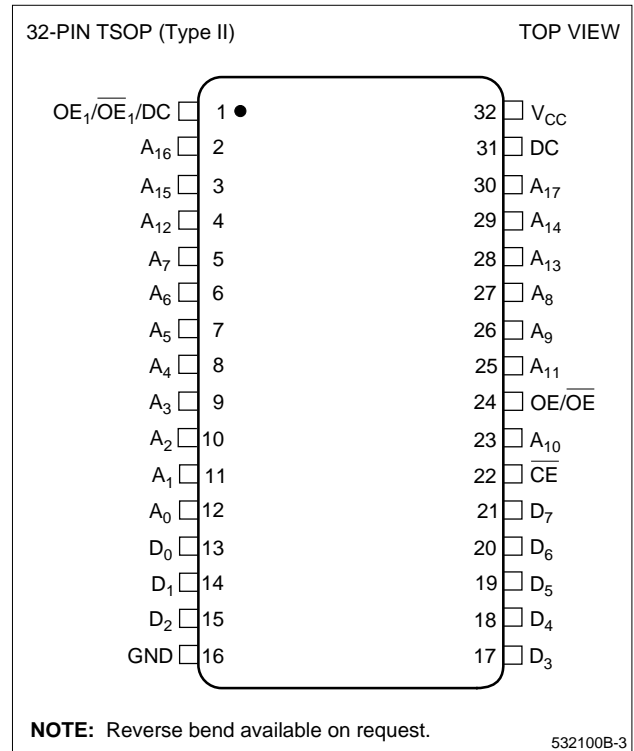 32-PIN TSOP (Type II) TOP VIEW
OE₁/O̅E̅₁/DC 1 32 V_CC
A₁₆ 2 31 DC
A₁₅ 3 30 A₁₇
A₁₂ 4 29 A₁₄
A₇ 5 28 A₁₃
A₆ 6 27 A₈
A₅ 7 26 A₉
A₄ 8 25 A₁₁
A₃ 9 24 OE/O̅E̅
A₂ 10 23 A₁₀
A₁ 11 22 C̅E̅
A₀ 12 21 D₇
D₀ 13 20 D₆
D₁ 14 19 D₅
D₂ 15 18 D₄
GND 16 17 D₃
NOTE: Reverse bend available on request.
532100B-3